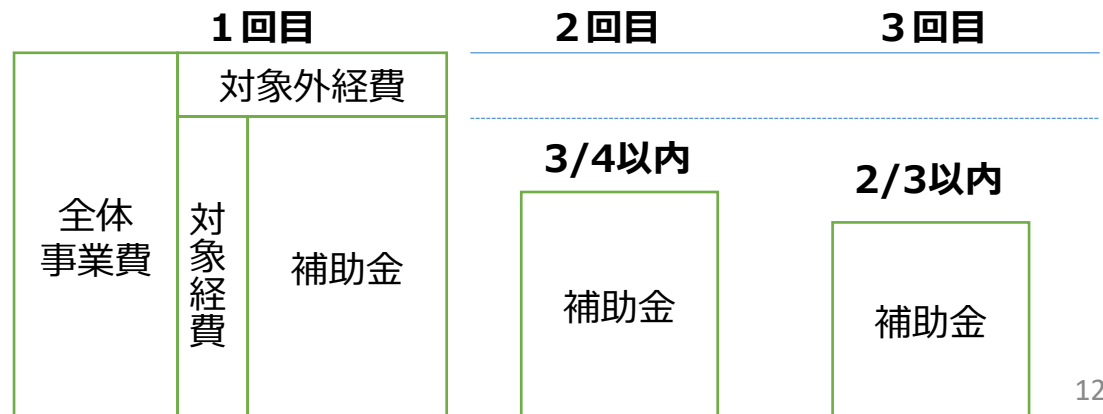 １回目
２回目
３回目
対象外経費
全体
事業費
対象経費
補助金
3/4以内
補助金
2/3以内
補助金
12